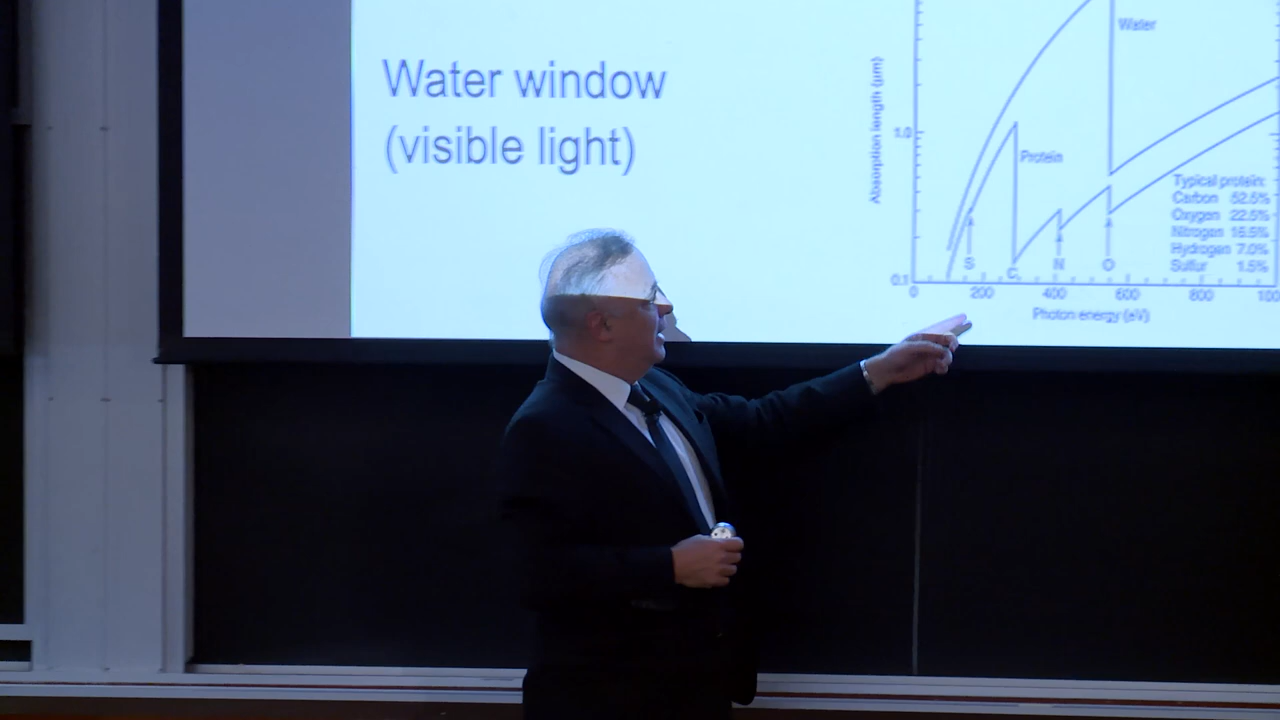 Water window
(visible light)
Water
Absorption length (μm)
1.0
Protein
Typical protein:
Carbon 52.5%
Oxygen 22.5%
Nitrogen 16.5%
Hydrogen 7.0%
Sulfur 1.5%
S
C
N
O
0.1
0
200
400
600
800
Photon energy (eV)